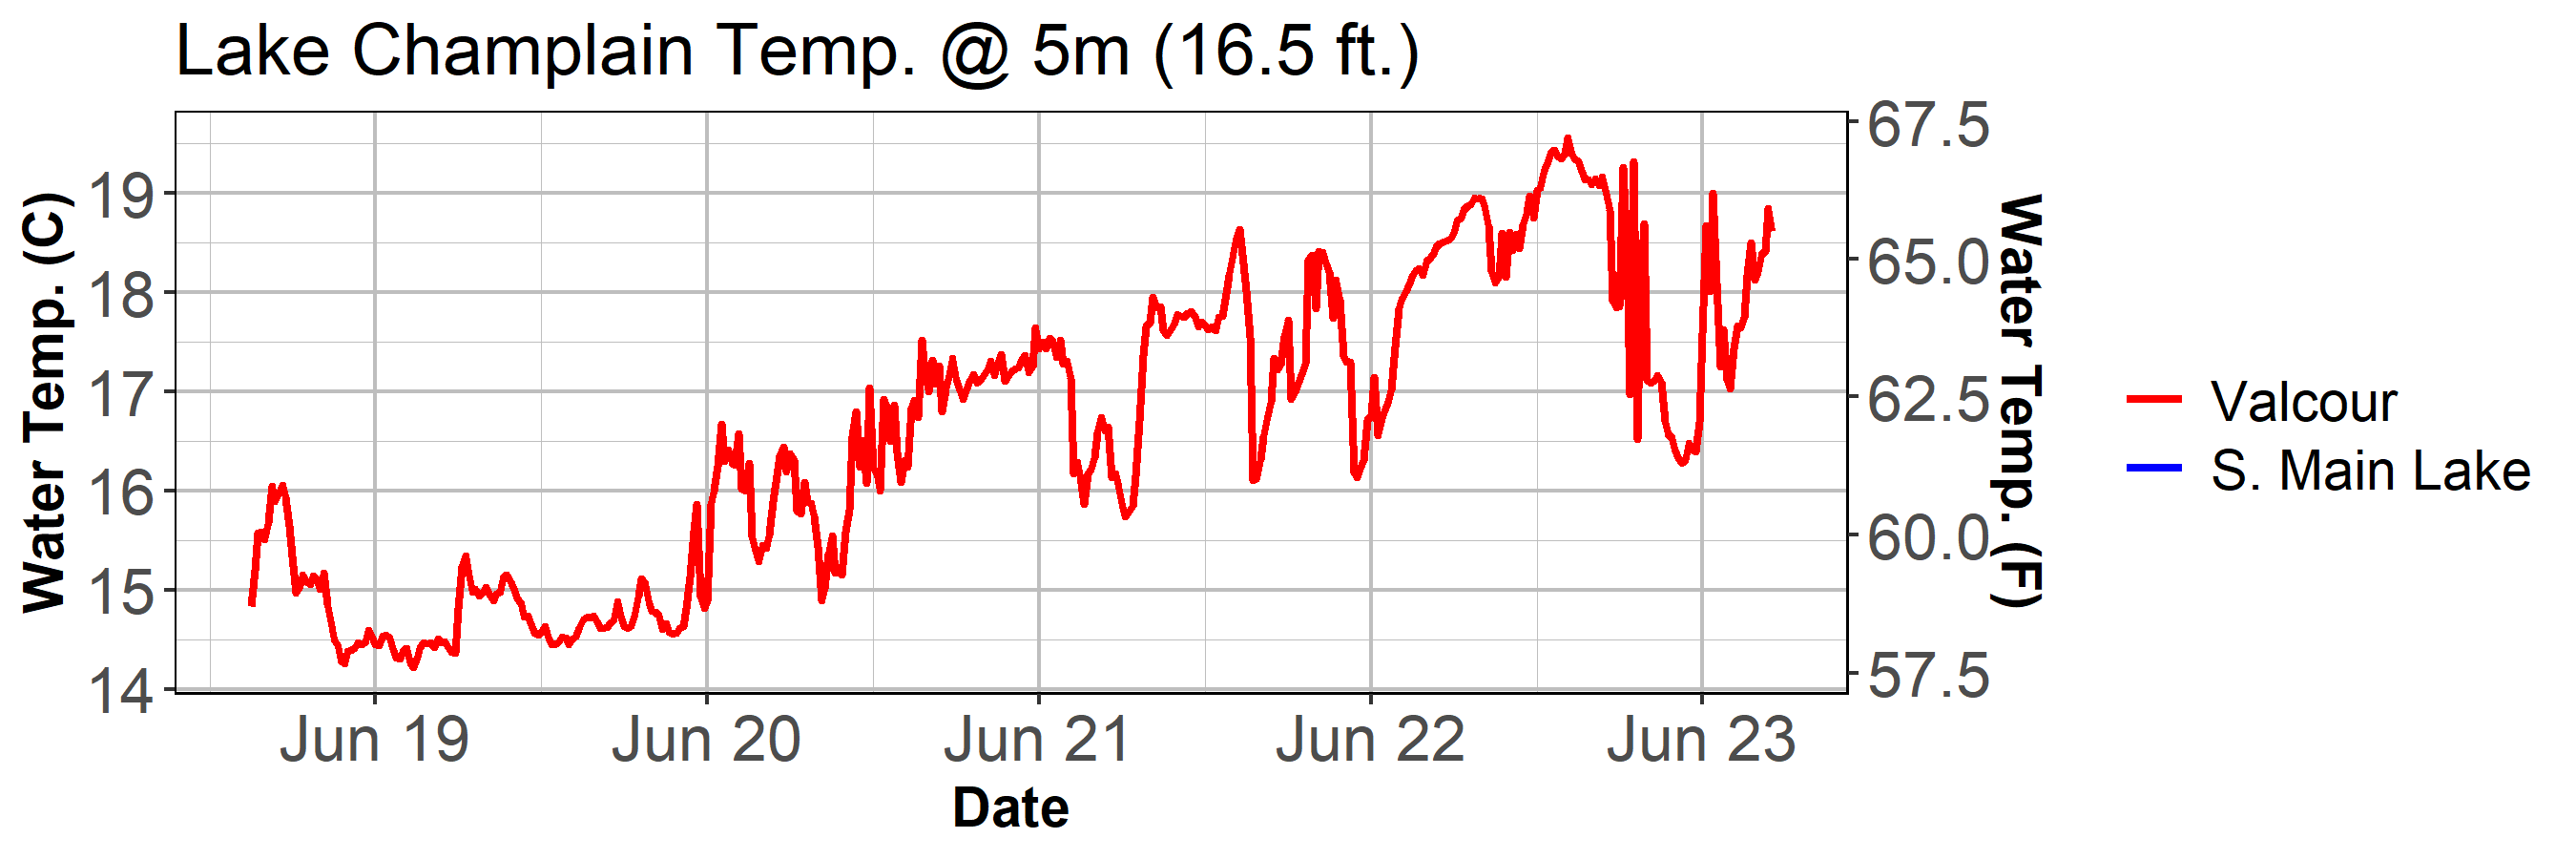 Lake Champlain Temp. @ 5m (16.5 ft.)
Water Temp. (C)
19
18
17
16
15
14
67.5
65.0
62.5
60.0
57.5
Water Temp. (F)
Jun 19
Jun 20
Jun 21
Jun 22
Jun 23
Date
Valcour
S. Main Lake